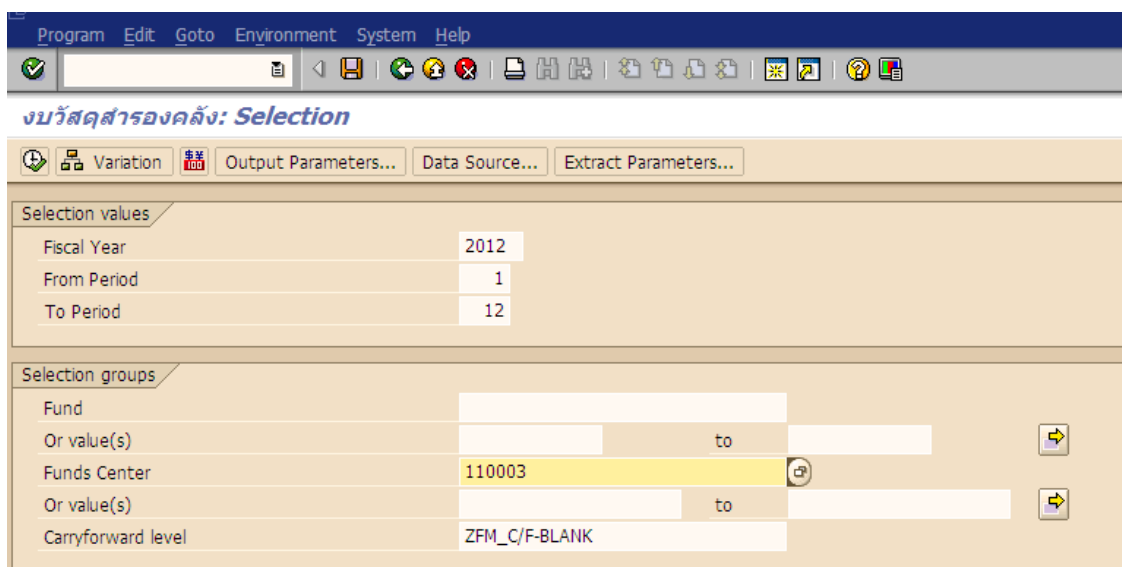 Program Edit Goto Environment System Help
งบวัสดุสำรองคลัง: Selection
Variation Output Parameters... Data Source... Extract Parameters...
Selection values
Fiscal Year 2012
From Period 1
To Period 12
Selection groups
Fund
Or value(s) to
Funds Center 110003
Or value(s) to
Carryforward level ZFM_C/F-BLANK